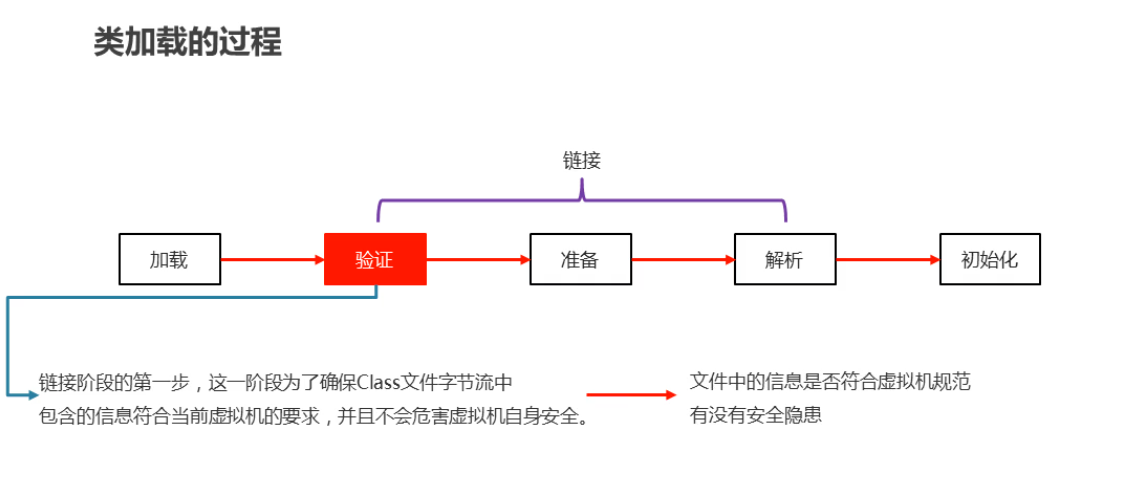 类加载的过程
链接
加载
验证
准备
解析
初始化
链接阶段的第一步，这一阶段为了确保Class文件字节流中
包含的信息符合当前虚拟机的要求，并且不会危害虚拟机自身安全。
文件中的信息是否符合虚拟机规范
有没有安全隐患